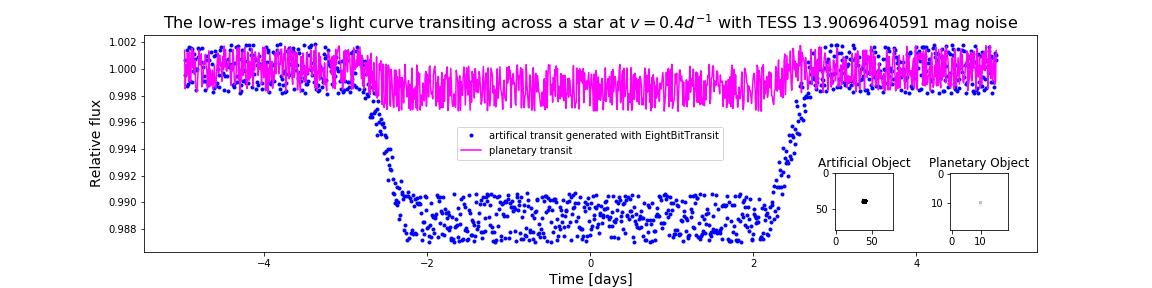 The low-res image's light curve transiting across a star at v = 0.4d⁻¹ with TESS 13.9069640591 mag noise
1.002
1.000
0.998
0.996
0.994
0.992
0.990
0.988
Relative flux
artifical transit generated with EightBitTransit
planetary transit
Artificial Object
0
50
0 50
Planetary Object
0
10
0 10
−4 −2 0 2 4
Time [days]